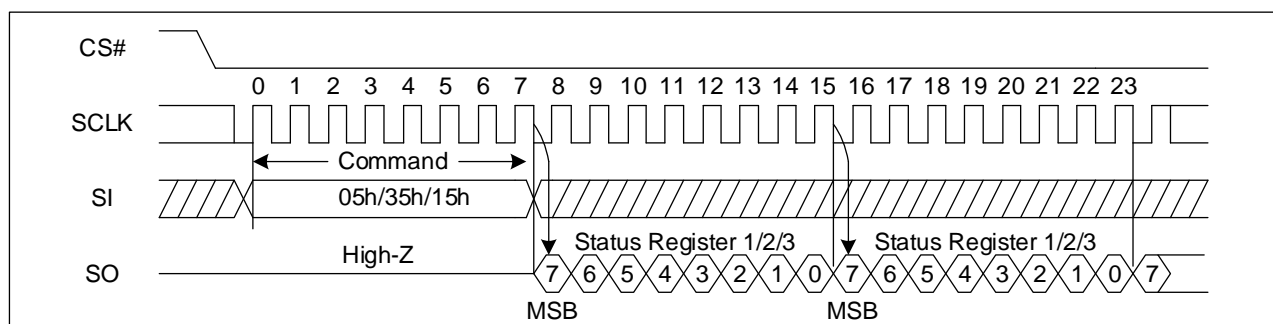 CS#
0 1 2 3 4 5 6 7 8 9 10 11 12 13 14 15 16 17 18 19 20 21 22 23
SCLK
Command
SI 05h/35h/15h
High-Z Status Register 1/2/3 Status Register 1/2/3
SO 7 6 5 4 3 2 1 0 7 6 5 4 3 2 1 0 7
MSB MSB